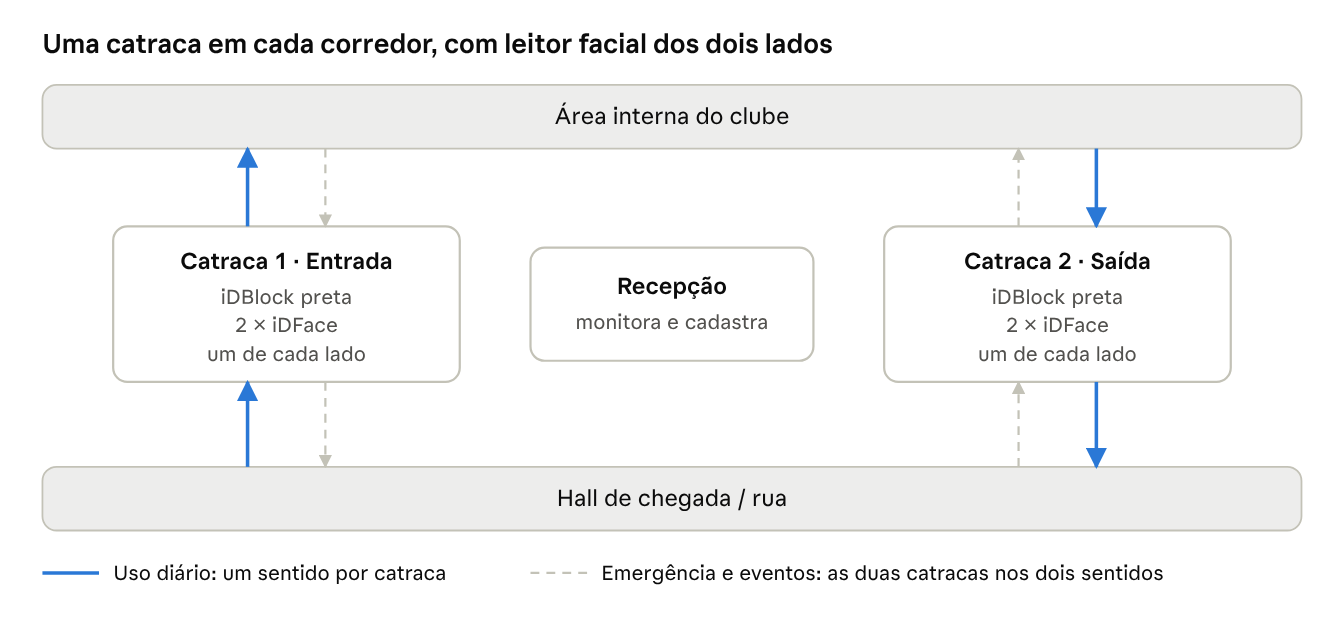 Uma catraca em cada corredor, com leitor facial dos dois lados
Área interna do clube
Catraca 1 · Entrada
iDBlock preta
2 × iDFace
um de cada lado
Recepção
monitora e cadastra
Catraca 2 · Saída
iDBlock preta
2 × iDFace
um de cada lado
Hall de chegada / rua
Uso diário: um sentido por catraca
Emergência e eventos: as duas catracas nos dois sentidos